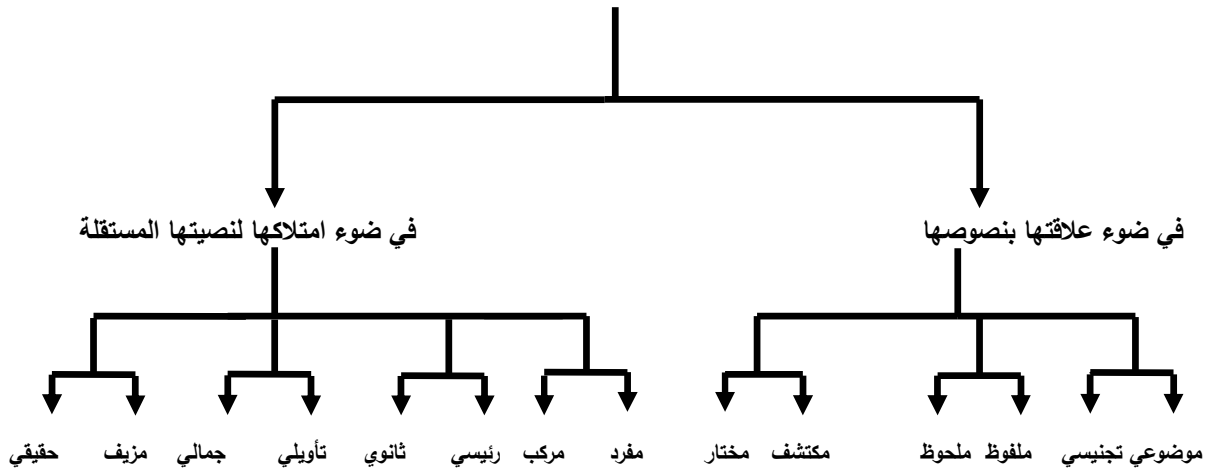 في ضوء علاقتها بنصوصها
في ضوء امتلاكها لنصيتها المستقلة
موضوعي تجنيسي ملفوظ ملحوظ مكتشف مختار مفرد مركب رئيسي ثانوي تأويلي جمالي مزيف حقيقي